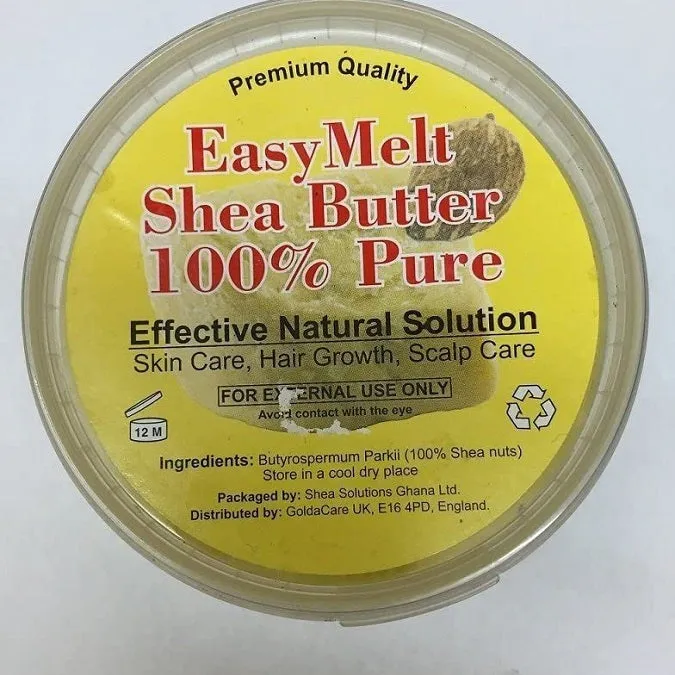 Premium Quality
EasyMelt
Shea Butter
100% Pure
Effective Natural Solution
Skin Care, Hair Growth, Scalp Care
FOR EXTERNAL USE ONLY
Avoid contact with the eye
12 M
Ingredients: Butyrospermum Parkii (100% Shea nuts)
Store in a cool dry place
Packaged by: Shea Solutions Ghana Ltd.
Distributed by: GoldaCare UK, E16 4PD, England.